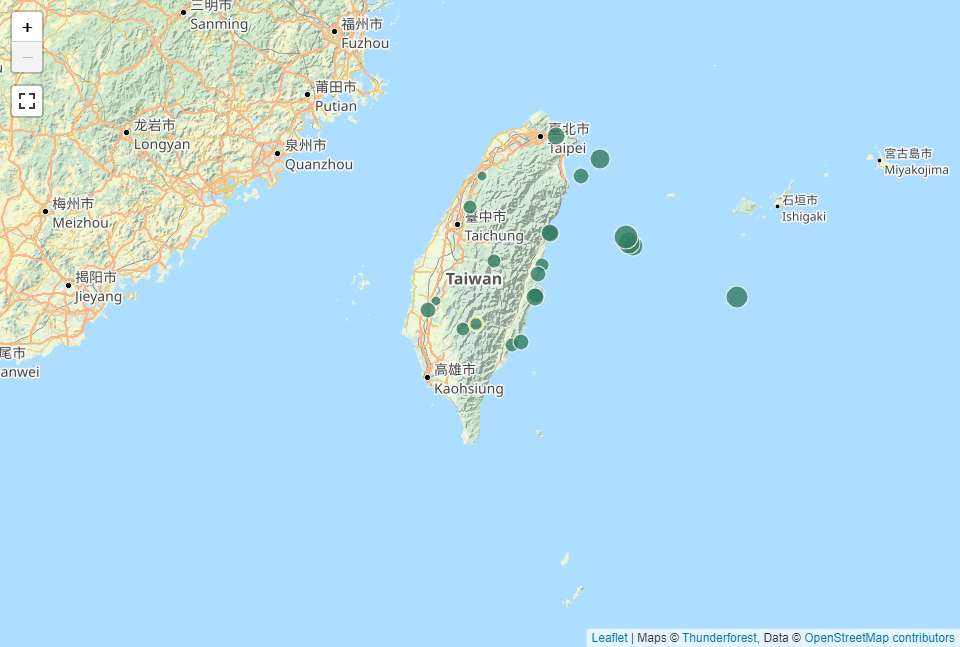 三明市
Sanming
+
福州市
Fuzhou
−
莆田市
Putian
龙岩市
Longyan
泉州市
Quanzhou
臺北市
Taipei
宮古島市
Miyakojima
梅州市
Meizhou
石垣市
Ishigaki
臺中市
Taichung
揭阳市
Jieyang
Taiwan
尾市
anwei
高雄市
Kaohsiung
Leaflet | Maps © Thunderforest, Data © OpenStreetMap contributors